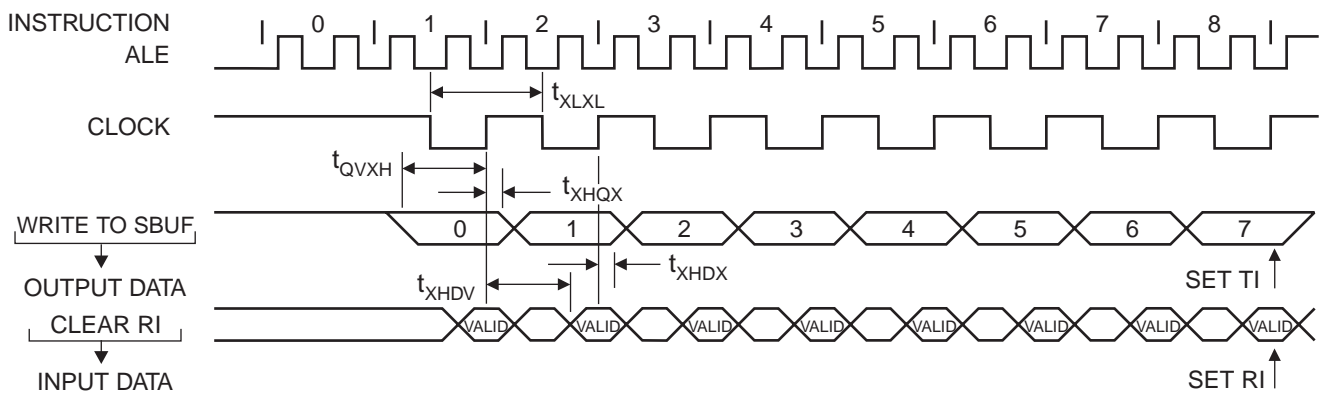 INSTRUCTION 0 1 2 3 4 5 6 7 8
ALE
tXLXL
CLOCK
tQVXH
tXHQX
WRITE TO SBUF
0 1 2 3 4 5 6 7
tXHDX
tXHDV
SET TI
OUTPUT DATA
CLEAR RI
VALID VALID VALID VALID VALID VALID VALID VALID
INPUT DATA
SET RI